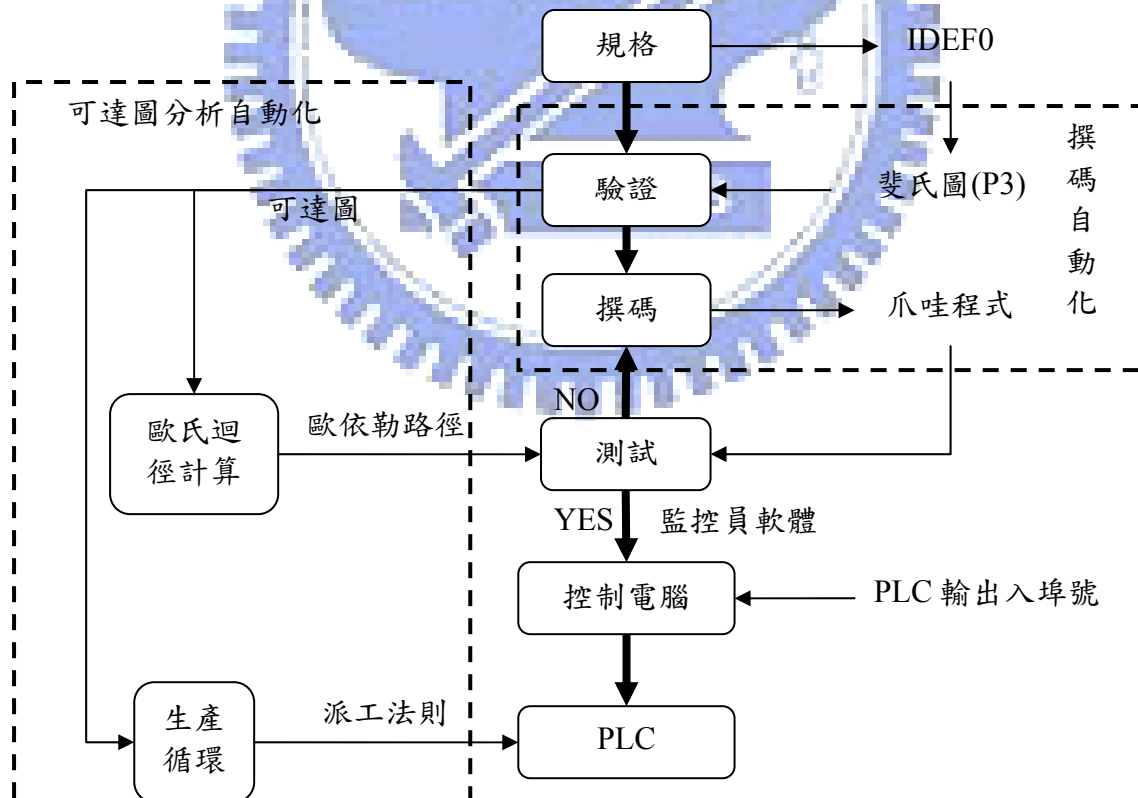 規格
IDEF0
可達圖分析自動化
撰碼自動化
驗證
斐氏圖(P3)
可達圖
撰碼
爪哇程式
NO
歐氏迴
徑計算
歐依勒路徑
測試
YES
監控員軟體
控制電腦
PLC 輸出入埠號
生產
循環
派工法則
PLC